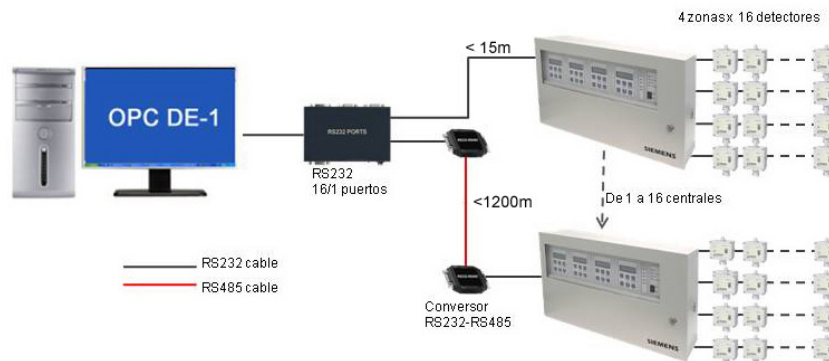 4 zonas x 16 detectores
< 15m
OPC DE-1
RS232 PORTS
RS232
16/1 puertos
SIEMENS
<1200m
De 1 a 16 centrales
RS232 cable
RS485 cable
Conversor
RS232-RS485
SIEMENS